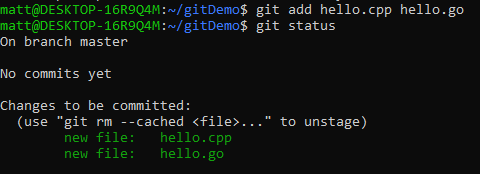 matt@DESKTOP-16R9Q4M:~/gitDemo$ git add hello.cpp hello.go
matt@DESKTOP-16R9Q4M:~/gitDemo$ git status
On branch master

No commits yet

Changes to be committed:
  (use "git rm --cached <file>..." to unstage)
        new file:   hello.cpp
        new file:   hello.go